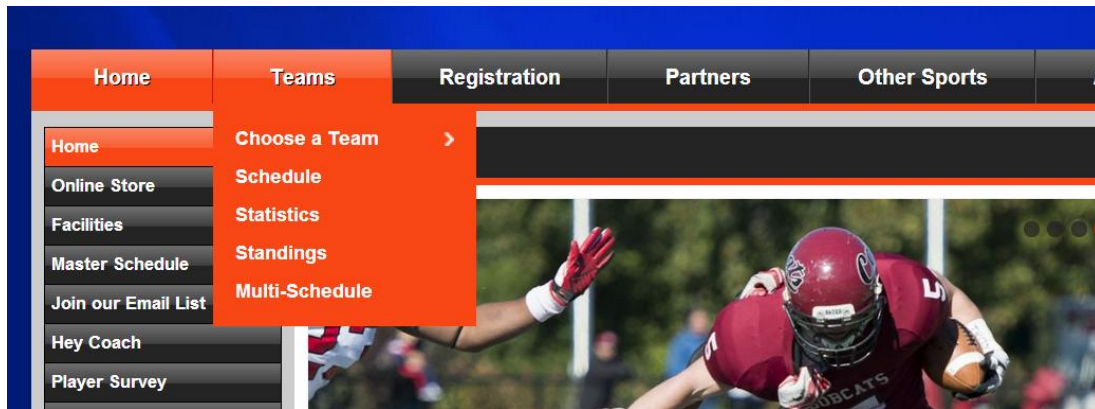 Home
Teams
Registration
Partners
Other Sports
Choose a Team
Schedule
Statistics
Standings
Multi-Schedule
Home
Online Store
Facilities
Master Schedule
Join our Email List
Hey Coach
Player Survey
5
5
BOBCATS